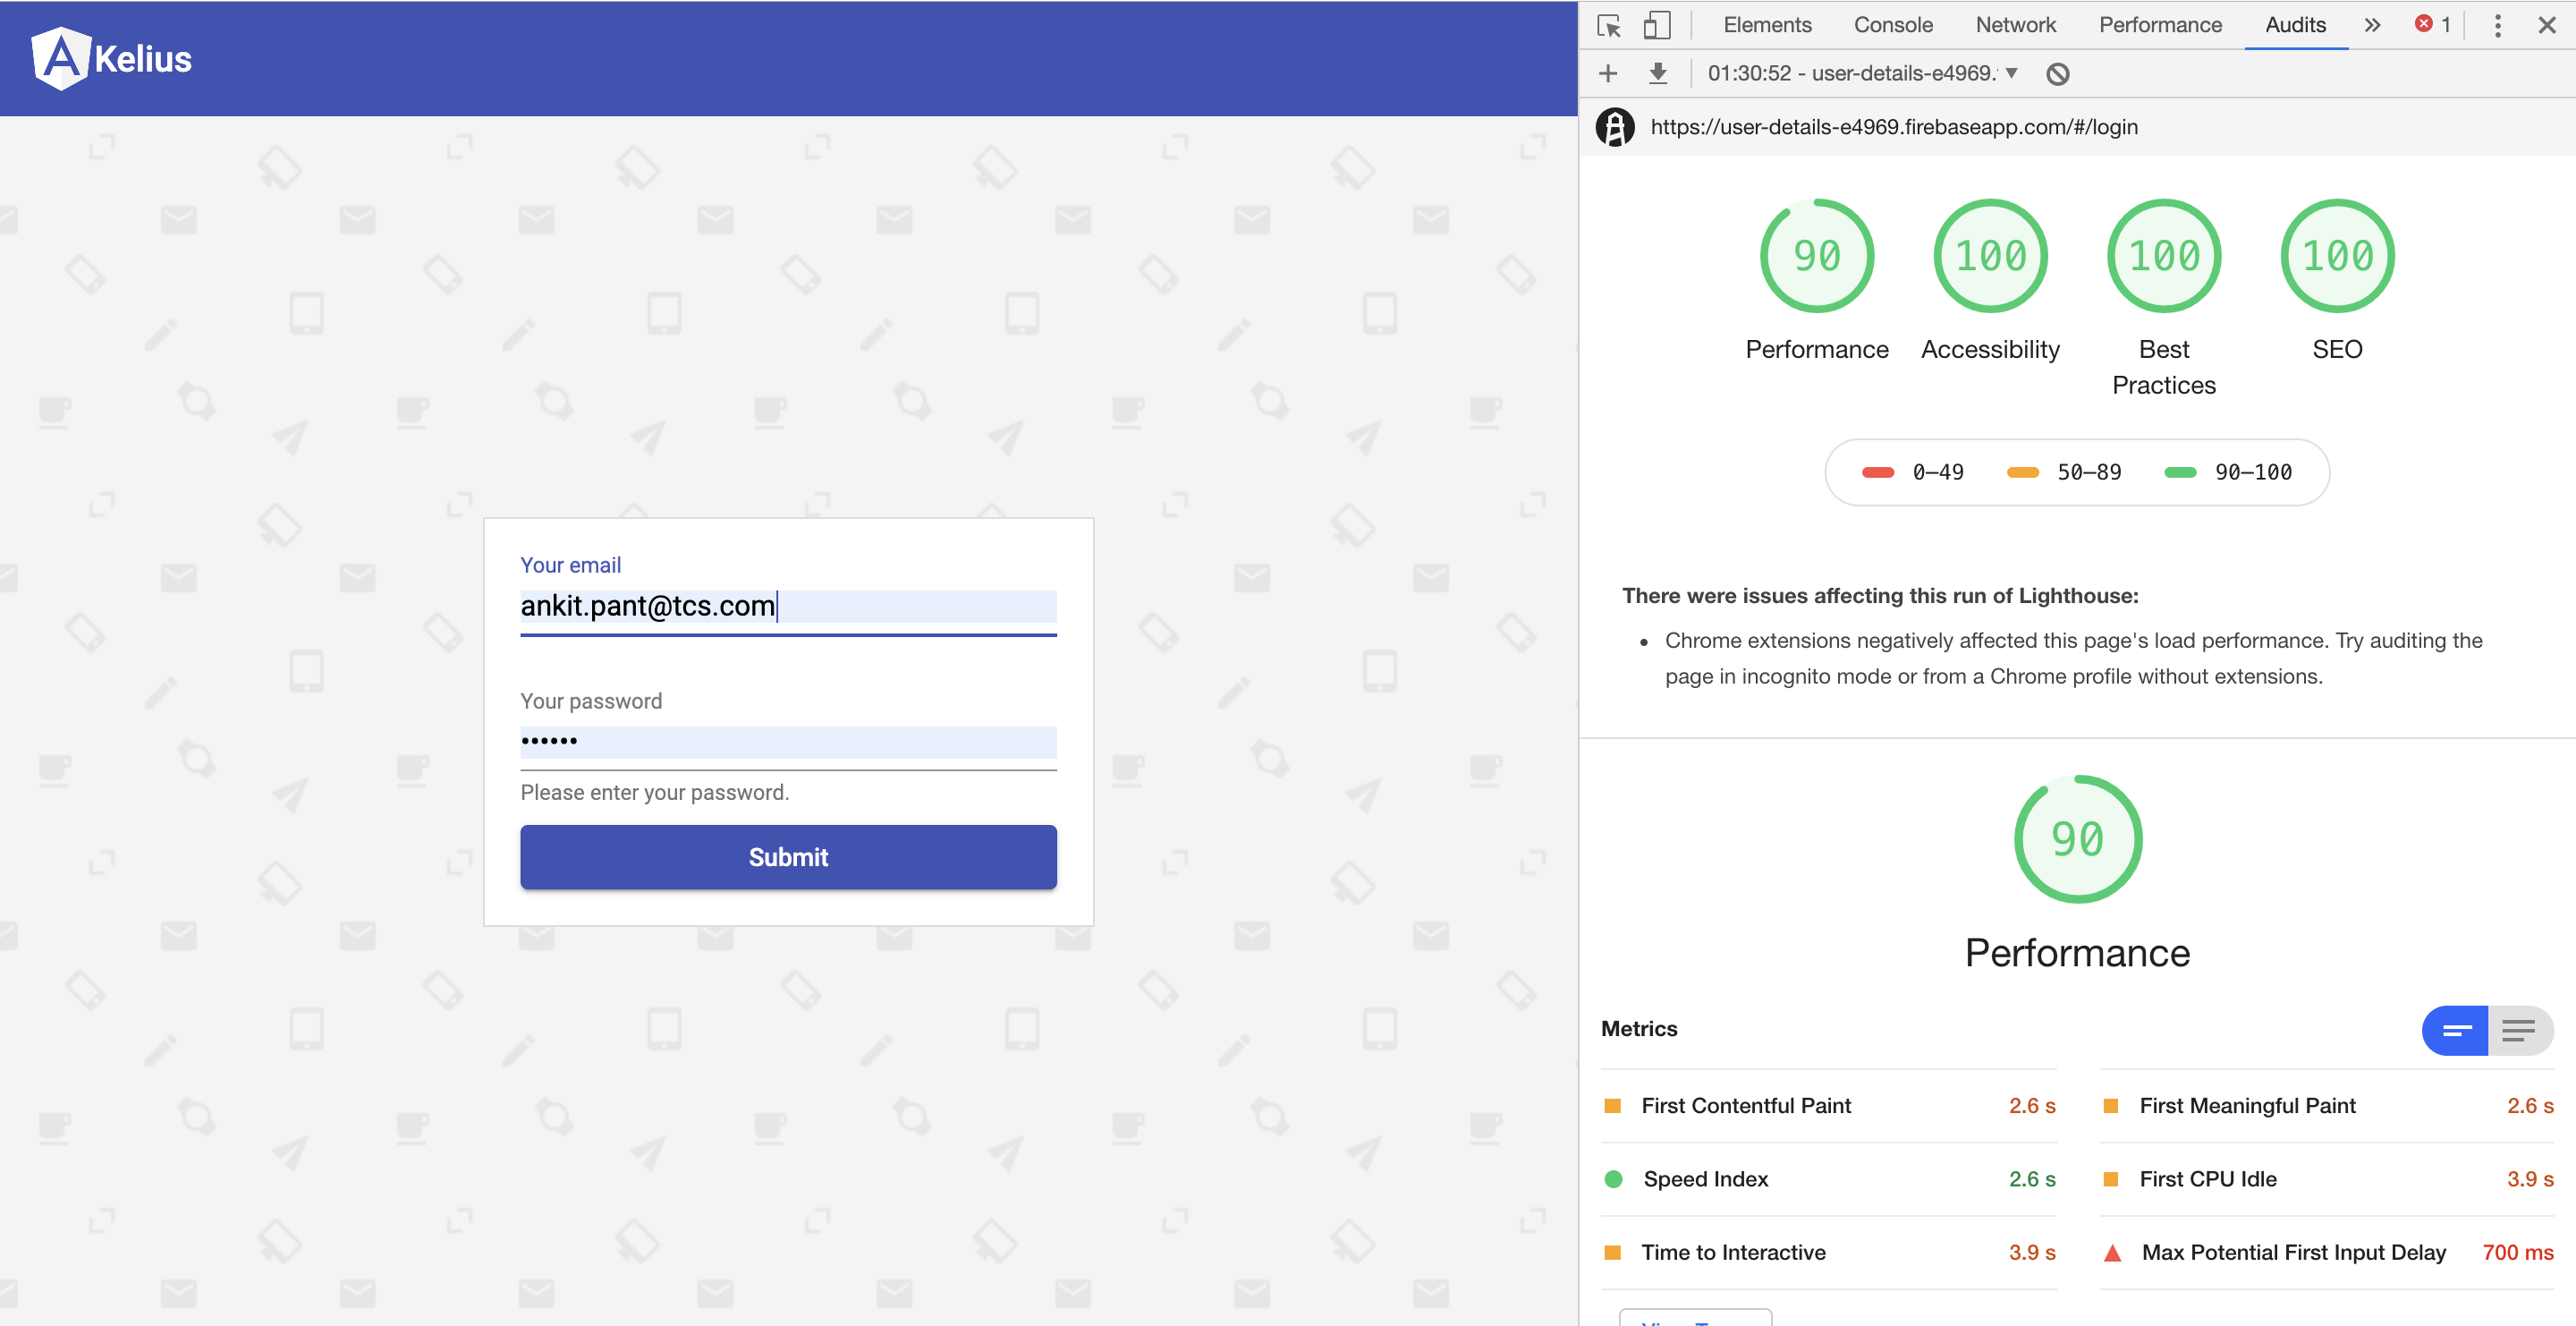 Kelius
Your email
ankit.pant@tcs.com
Your password
••••••
Please enter your password.
Submit
Elements Console Network Performance Audits » 1
01:30:52 - user-details-e4969.
https://user-details-e4969.firebaseapp.com/#/login
90 100 100 100
Performance Accessibility Best Practices SEO
0–49 50–89 90–100
There were issues affecting this run of Lighthouse:
• Chrome extensions negatively affected this page's load performance. Try auditing the
page in incognito mode or from a Chrome profile without extensions.
90
Performance
Metrics
First Contentful Paint 2.6 s
First Meaningful Paint 2.6 s
Speed Index 2.6 s
First CPU Idle 3.9 s
Time to Interactive 3.9 s
Max Potential First Input Delay 700 ms